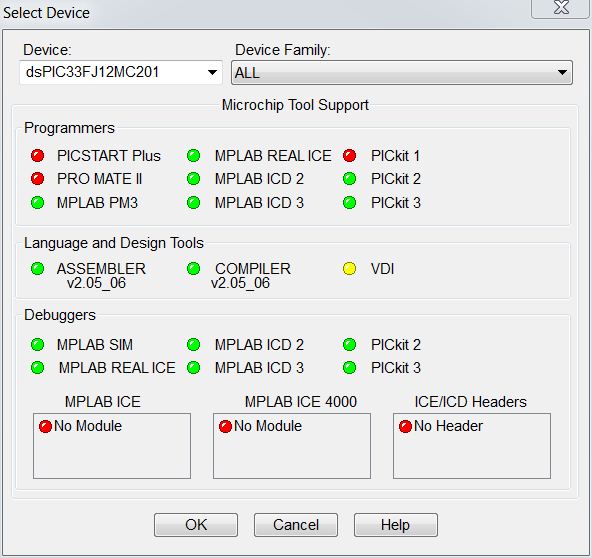 Select Device
Device: Device Family:
dsPIC33FJ12MC201 ALL
Microchip Tool Support
Programmers
PICSTART Plus MPLAB REAL ICE PICkit 1
PRO MATE II MPLAB ICD 2 PICkit 2
MPLAB PM3 MPLAB ICD 3 PICkit 3
Language and Design Tools
ASSEMBLER COMPILER VDI
v2.05_06 v2.05_06
Debuggers
MPLAB SIM MPLAB ICD 2 PICkit 2
MPLAB REAL ICE MPLAB ICD 3 PICkit 3
MPLAB ICE MPLAB ICE 4000 ICE/ICD Headers
No Module No Module No Header
OK Cancel Help